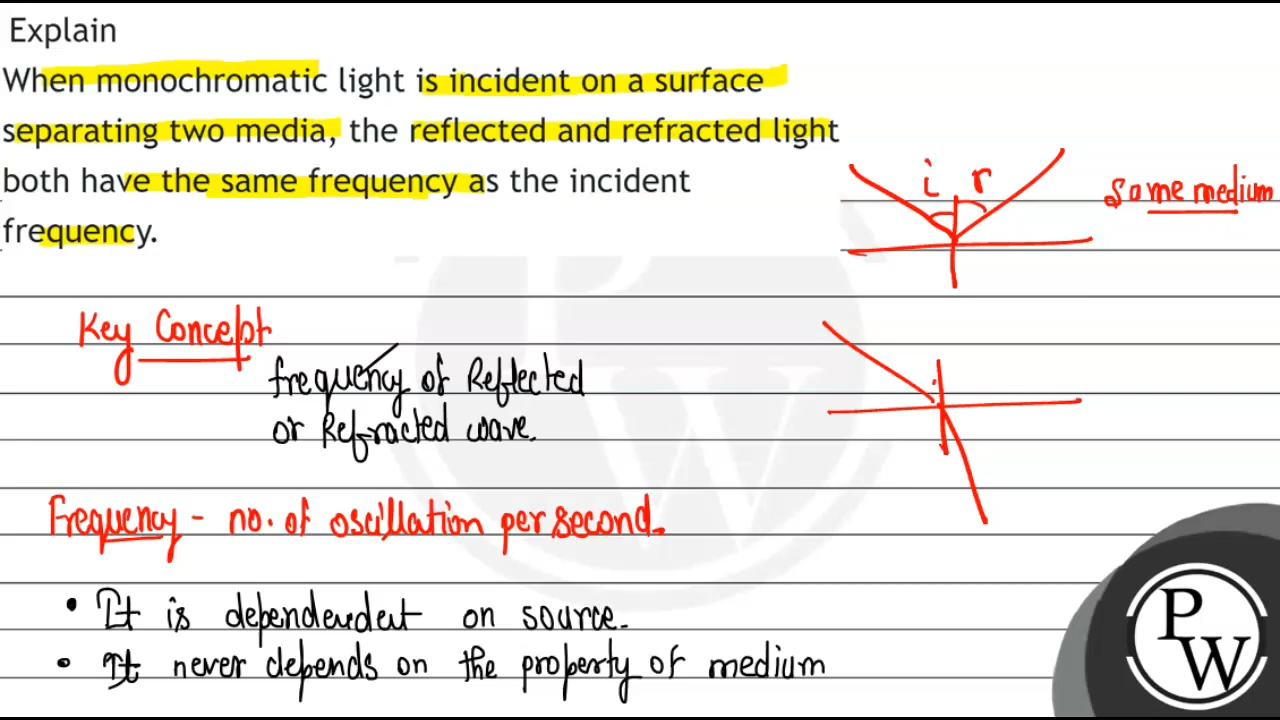 Explain
When monochromatic light is incident on a surface
separating two media, the reflected and refracted light
both have the same frequency as the incident
frequency.
i r
same medium
Key Concept
frequency of Reflected
or Refracted wave.
Frequency - no. of oscillation per second.
• It is dependent on source.
• It never depends on the property of medium
P
W
PW